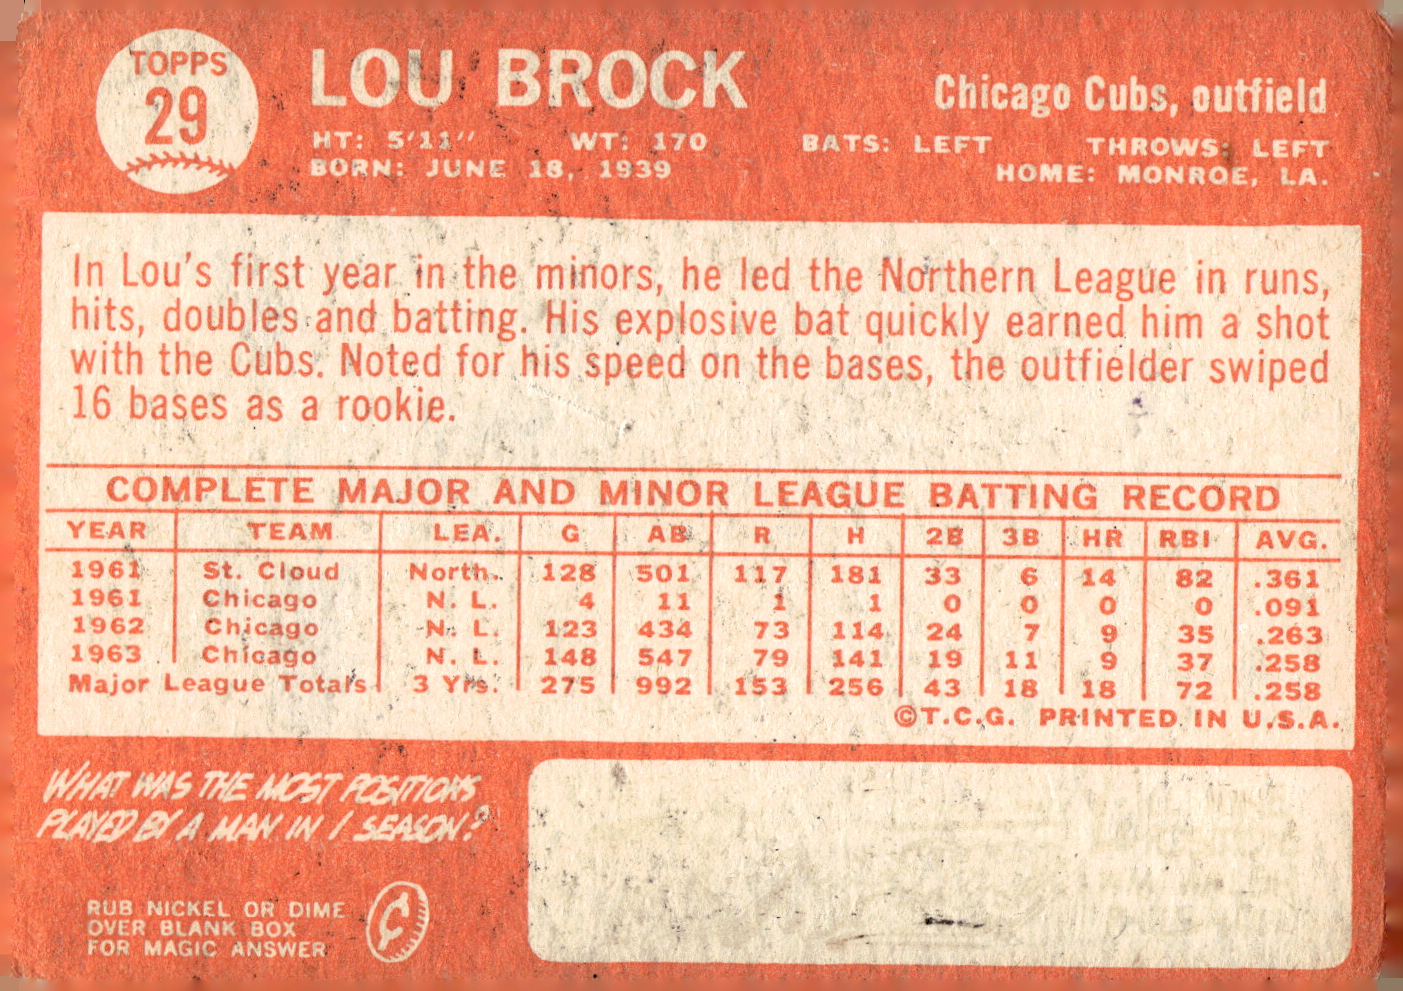 TOPPS
29
LOU BROCK
Chicago Cubs, outfield
HT: 5'11" WT: 170 BATS: LEFT THROWS: LEFT
BORN: JUNE 18, 1939 HOME: MONROE, LA.
In Lou's first year in the minors, he led the Northern League in runs,
hits, doubles and batting. His explosive bat quickly earned him a shot
with the Cubs. Noted for his speed on the bases, the outfielder swiped
16 bases as a rookie.
COMPLETE MAJOR AND MINOR LEAGUE BATTING RECORD
YEAR TEAM LEA. G AB R H 2B 3B HR RBI AVG.
1961 St. Cloud North. 128 501 117 181 33 6 14 82 .361
1961 Chicago N. L. 4 11 1 1 0 0 0 0 .091
1962 Chicago N. L. 123 434 73 114 24 7 9 35 .263
1963 Chicago N. L. 148 547 79 141 19 11 9 37 .258
Major League Totals 3 Yrs. 275 992 153 256 43 18 18 72 .258
©T.C.G. PRINTED IN U.S.A.
WHAT WAS THE MOST POSITIONS
PLAYED BY A MAN IN 1 SEASON?
RUB NICKEL OR DIME
OVER BLANK BOX
FOR MAGIC ANSWER
¢